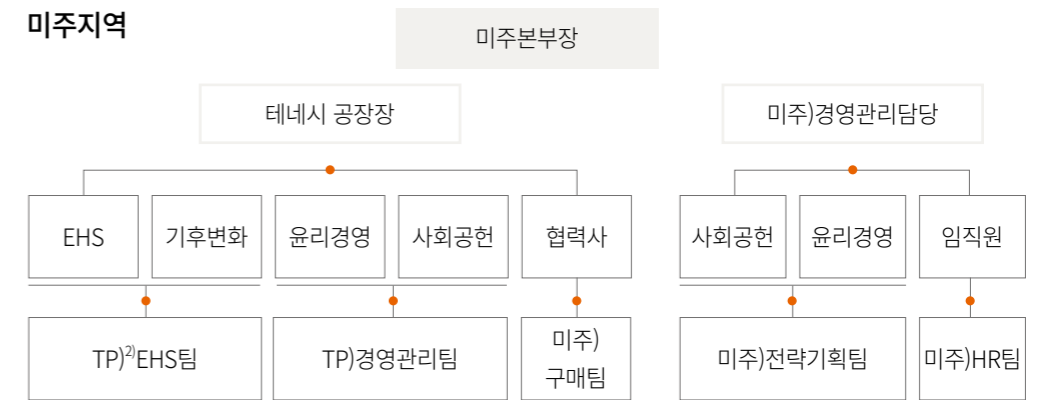 미주지역
미주본부장
테네시 공장장
미주)경영관리담당
EHS
기후변화
윤리경영
사회공헌
협력사
사회공헌
윤리경영
임직원
TP)2)EHS팀
TP)경영관리팀
미주)
구매팀
미주)전략기획팀
미주)HR팀